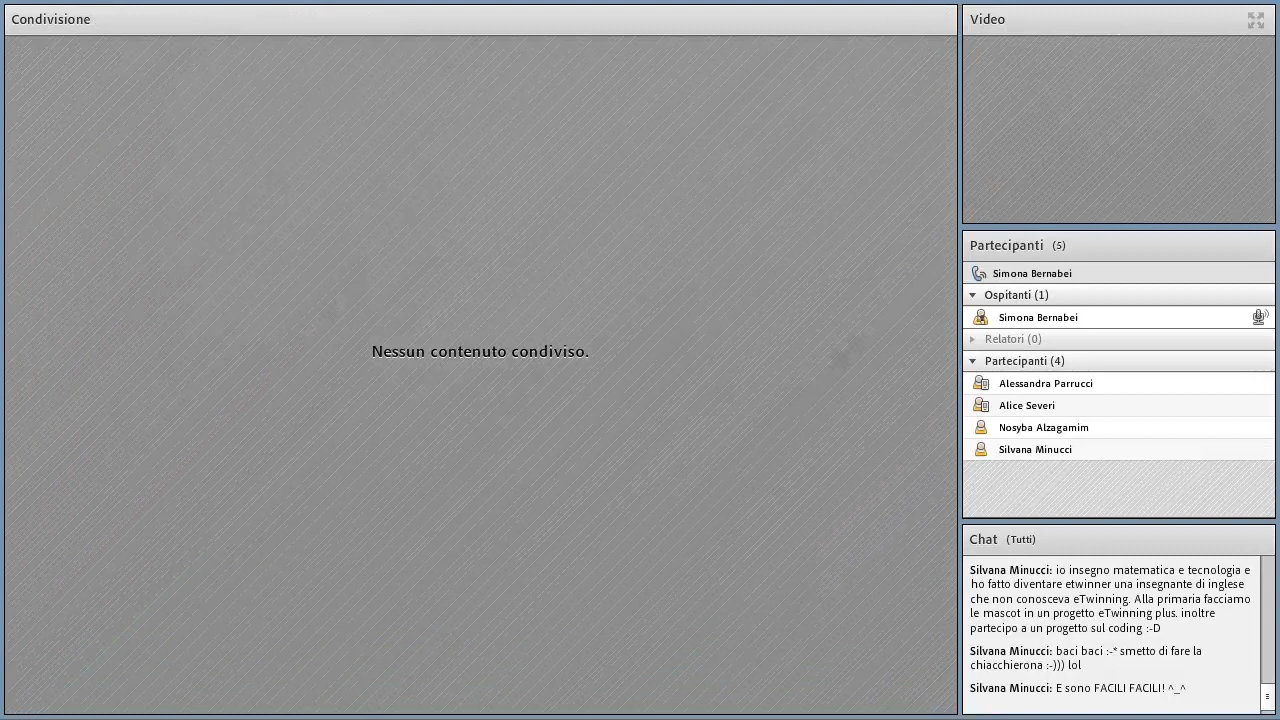 Condivisione
Nessun contenuto condiviso.
Video
Partecipanti (5)
Simona Bernabei
Ospitanti (1)
Simona Bernabei
Relatori (0)
Partecipanti (4)
Alessandra Parrucci
Alice Severi
Nosyba Alzagamim
Silvana Minucci
Chat (Tutti)
Silvana Minucci: io insegno matematica e tecnologia e
ho fatto diventare etwinner una insegnante di inglese
che non conosceva eTwinning. Alla primaria facciamo
le mascot in un progetto eTwinning plus. inoltre
partecipo a un progetto sul coding :-D
Silvana Minucci: baci baci :-* smetto di fare la
chiacchierona :-))) lol
Silvana Minucci: E sono FACILI FACILI! ^_^